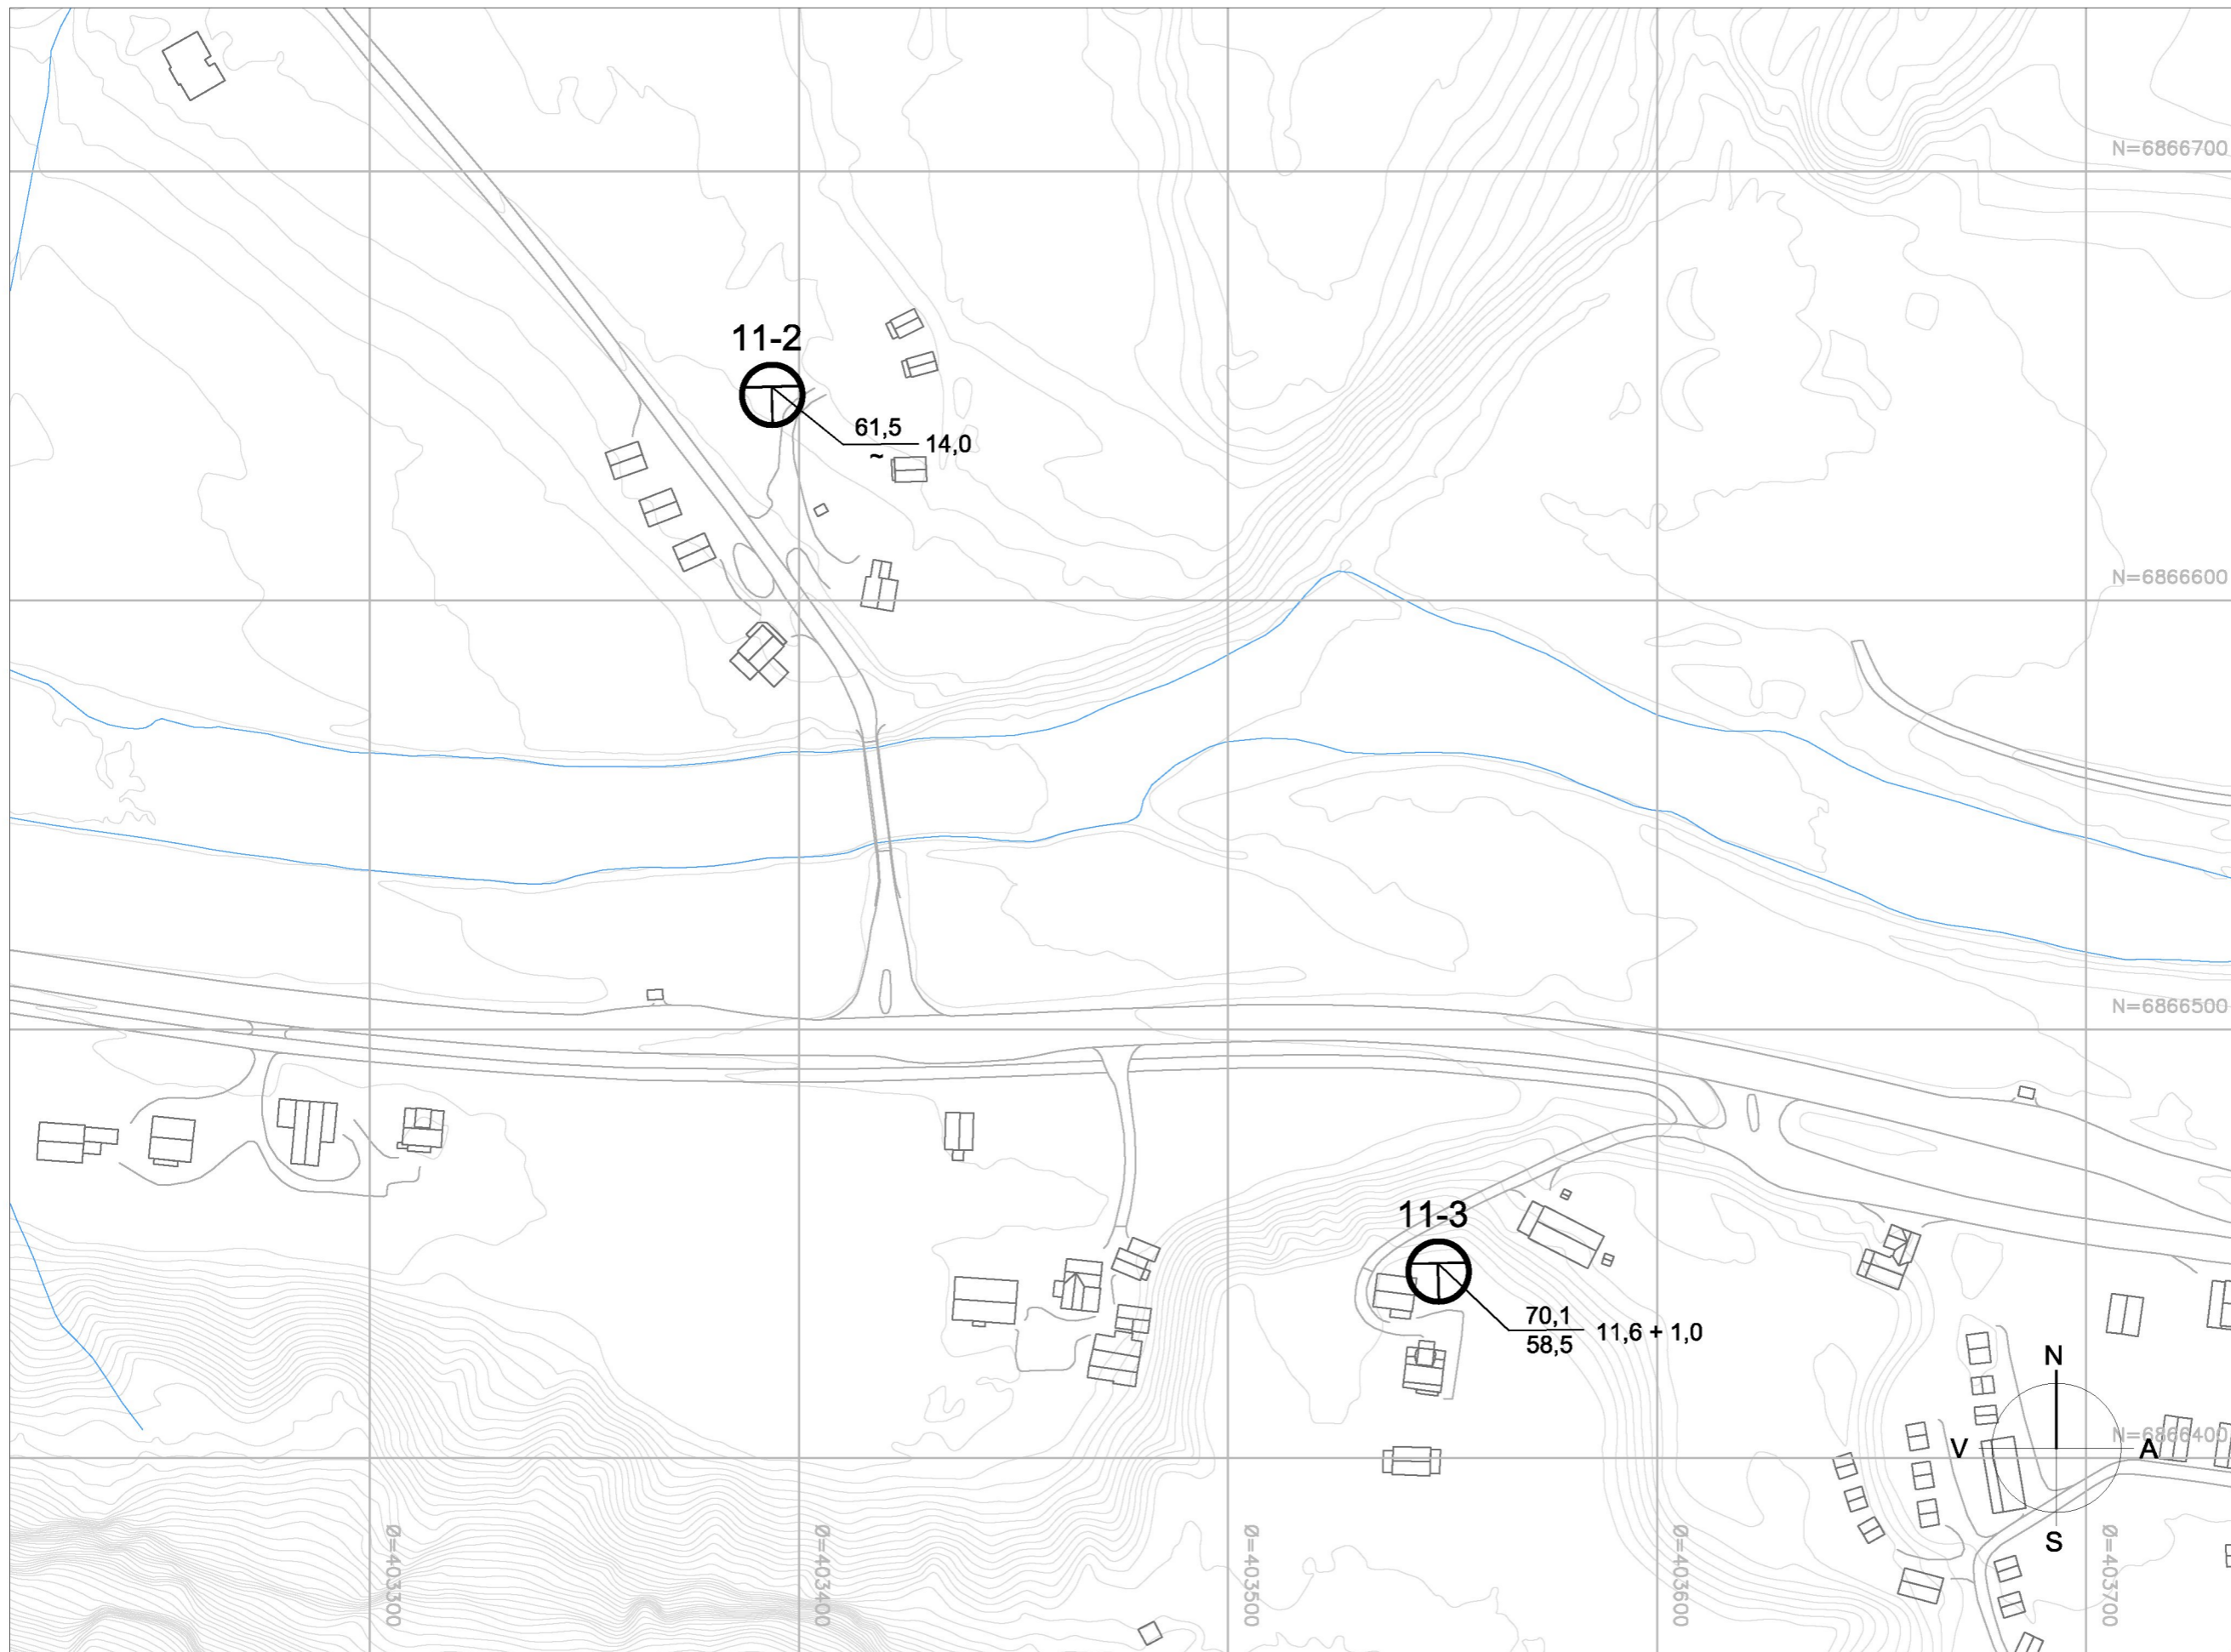 N=6866700
11-2
61,5
14,0
~
N=6866600
N=6866500
11-3
70,1
11,6 + 1,0
58,5
N
N=6866400
V
A
S
Ø=403300
Ø=403400
Ø=403500
Ø=403600
Ø=403700